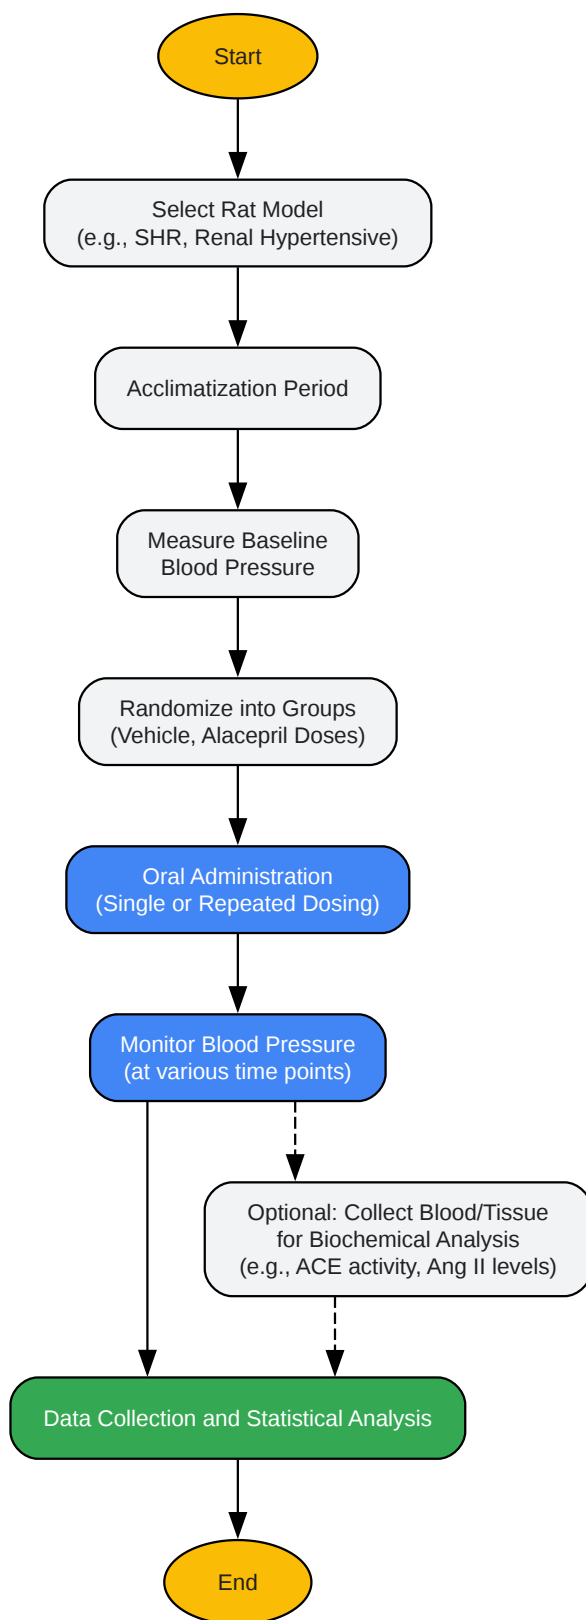 Start
Select Rat Model
(e.g., SHR, Renal Hypertensive)
Acclimatization Period
Measure Baseline
Blood Pressure
Randomize into Groups
(Vehicle, Alacepril Doses)
Oral Administration
(Single or Repeated Dosing)
Monitor Blood Pressure
(at various time points)
Optional: Collect Blood/Tissue
for Biochemical Analysis
(e.g., ACE activity, Ang II levels)
Data Collection and Statistical Analysis
End